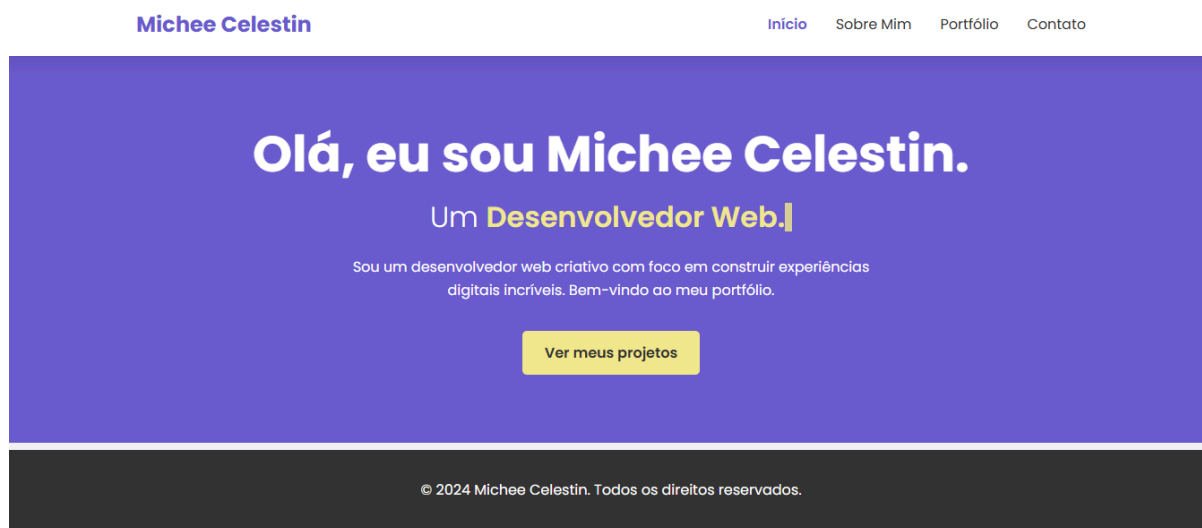 Michee Celestin
Início Sobre Mim Portfólio Contato
Olá, eu sou Michee Celestin.
Um Desenvolvedor Web.
Sou um desenvolvedor web criativo com foco em construir experiências
digitais incríveis. Bem-vindo ao meu portfólio.
Ver meus projetos
© 2024 Michee Celestin. Todos os direitos reservados.